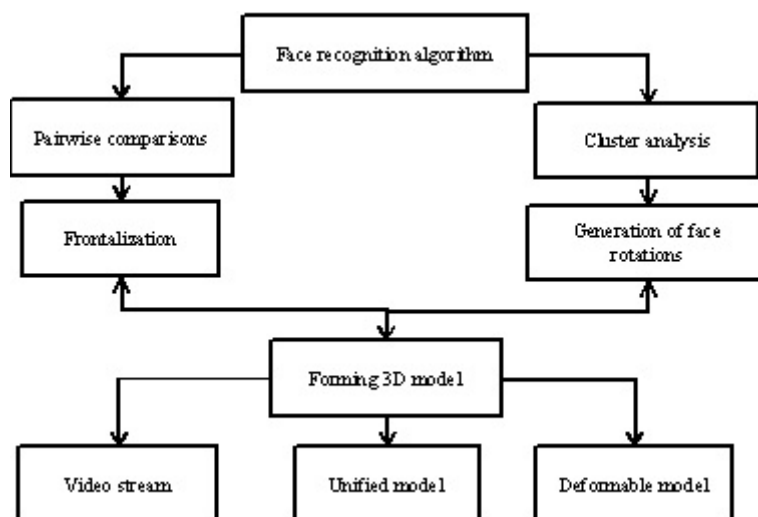 Face recognition algorithm
Pairwise comparisons
Cluster analysis
Frontalization
Generation of face
rotations
Forming 3D model
Video stream
Unified model
Deformable model